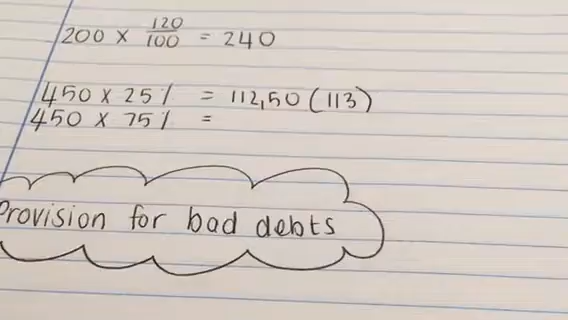 200 x 120/100 = 240
450 x 25% = 112,50 (113)
450 x 75% =
Provision for bad debts